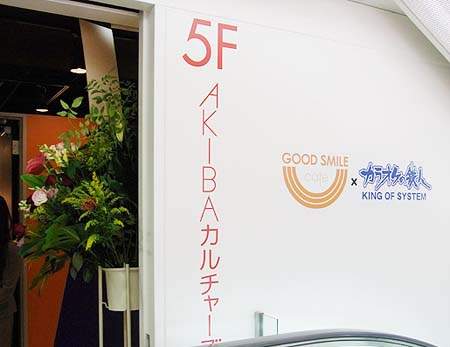 5F
AKIBAカルチャーズ
GOOD SMILE
cafe
×
カラオケの鉄人
KING OF SYSTEM